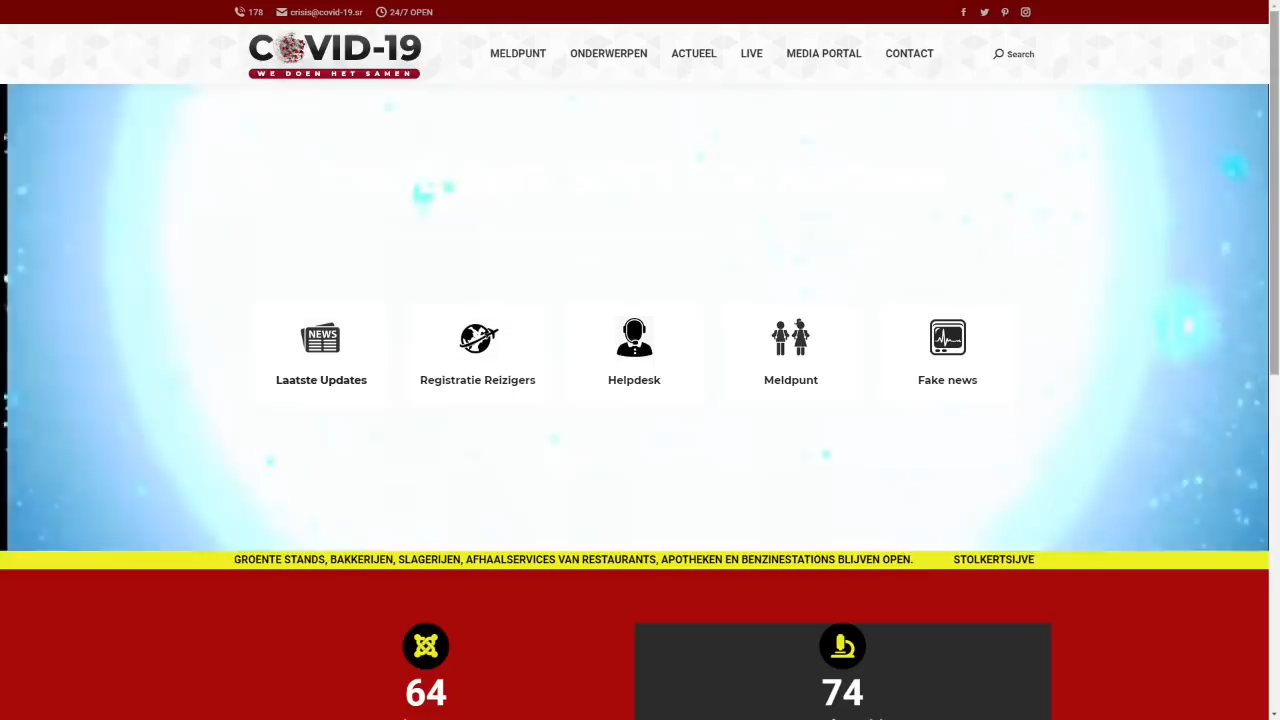 178 crisis@covid-19.sr 24/7 OPEN
COVID-19
WE DOEN HET SAMEN
MELDPUNT ONDERWERPEN ACTUEEL LIVE MEDIA PORTAL CONTACT Search
NEWS
Laatste Updates Registratie Reizigers Helpdesk Meldpunt Fake news
GROENTE STANDS, BAKKERIJEN, SLAGERIJEN, AFHAALSERVICES VAN RESTAURANTS, APOTHEKEN EN BENZINESTATIONS BLIJVEN OPEN. STOLKERTSIJVE
64 74